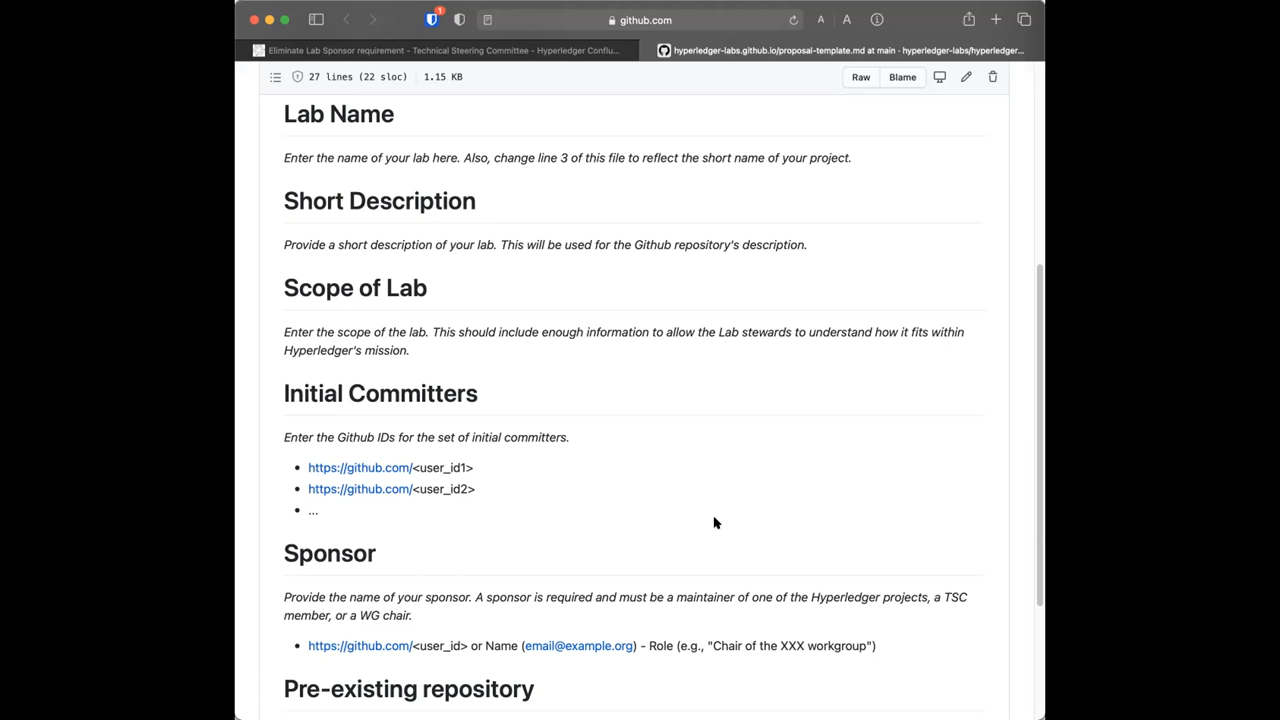 1
github.com
A
A
Eliminate Lab Sponsor requirement - Technical Steering Committee - Hyperledger Conflu...
hyperledger-labs.github.io/proposal-template.md at main · hyperledger-labs/hyperledger...
27 lines (22 sloc) | 1.15 KB
Raw
Blame
Lab Name
Enter the name of your lab here. Also, change line 3 of this file to reflect the short name of your project.
Short Description
Provide a short description of your lab. This will be used for the Github repository's description.
Scope of Lab
Enter the scope of the lab. This should include enough information to allow the Lab stewards to understand how it fits within
Hyperledger's mission.
Initial Committers
Enter the Github IDs for the set of initial committers.
• https://github.com/<user_id1>
• https://github.com/<user_id2>
• ...
Sponsor
Provide the name of your sponsor. A sponsor is required and must be a maintainer of one of the Hyperledger projects, a TSC
member, or a WG chair.
• https://github.com/<user_id> or Name (email@example.org) - Role (e.g., "Chair of the XXX workgroup")
Pre-existing repository